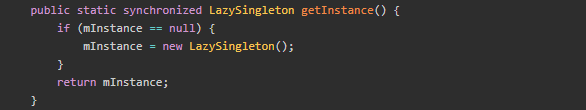 public static synchronized LazySingleton getInstance() {
    if (mInstance == null) {
        mInstance = new LazySingleton();
    }
    return mInstance;
}